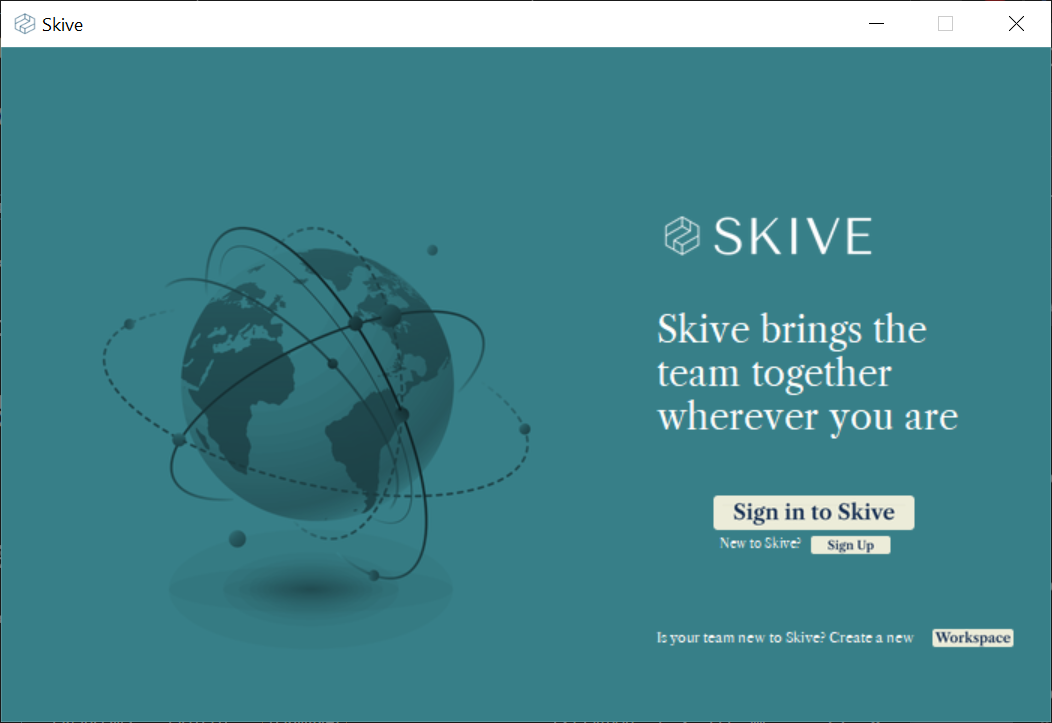 Skive
SKIVE
Skive brings the
team together
wherever you are
Sign in to Skive
New to Skive? Sign Up
Is your team new to Skive? Create a new Workspace